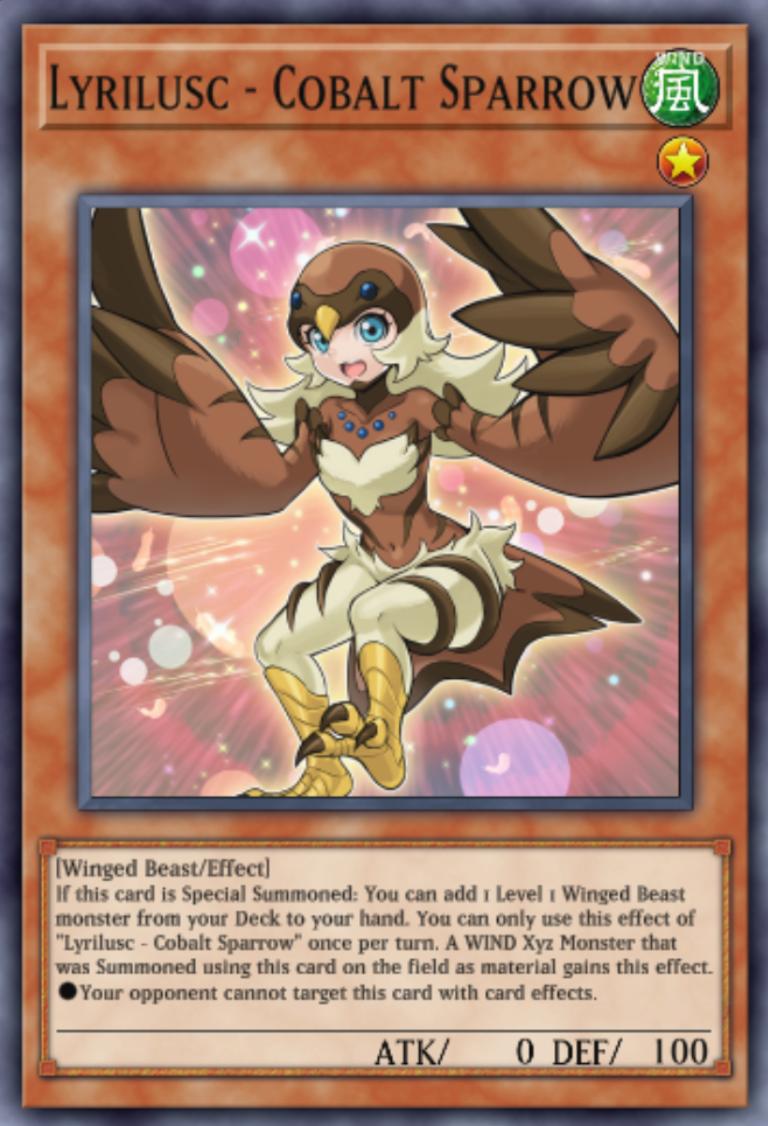 LYRILUSC - COBALT SPARROW
WIND
風
[Winged Beast/Effect]
If this card is Special Summoned: You can add 1 Level 1 Winged Beast
monster from your Deck to your hand. You can only use this effect of
"Lyrilusc - Cobalt Sparrow" once per turn. A WIND Xyz Monster that
was Summoned using this card on the field as material gains this effect.
●Your opponent cannot target this card with card effects.
ATK/ 0 DEF/ 100